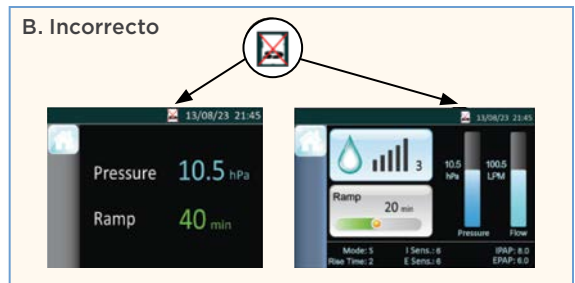 B. Incorrecto
13/08/23 21:45
Pressure 10.5 hPa
Ramp 40 min
13/08/23 21:45
3
Ramp
20 min
10.5 hPa
100.5 LPM
Pressure Flow
Mode: S I Sens.: 6 IPAP: 8.0
Rise Time: 2 E Sens.: 6 EPAP: 6.0